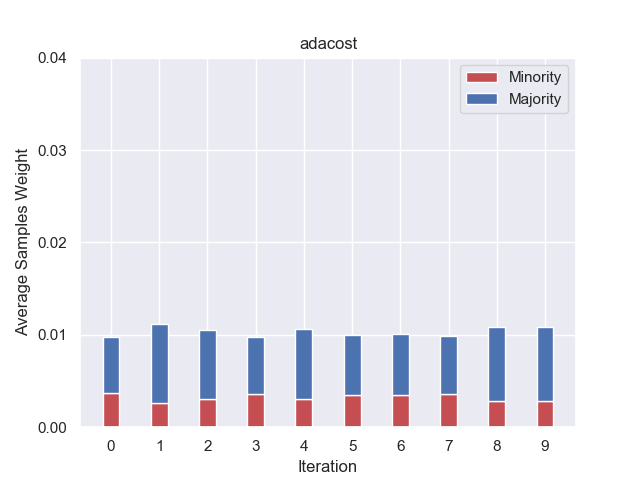 adacost
Minority
Majority
Average Samples Weight
0.04
0.03
0.02
0.01
0.00
0 1 2 3 4 5 6 7 8 9
Iteration